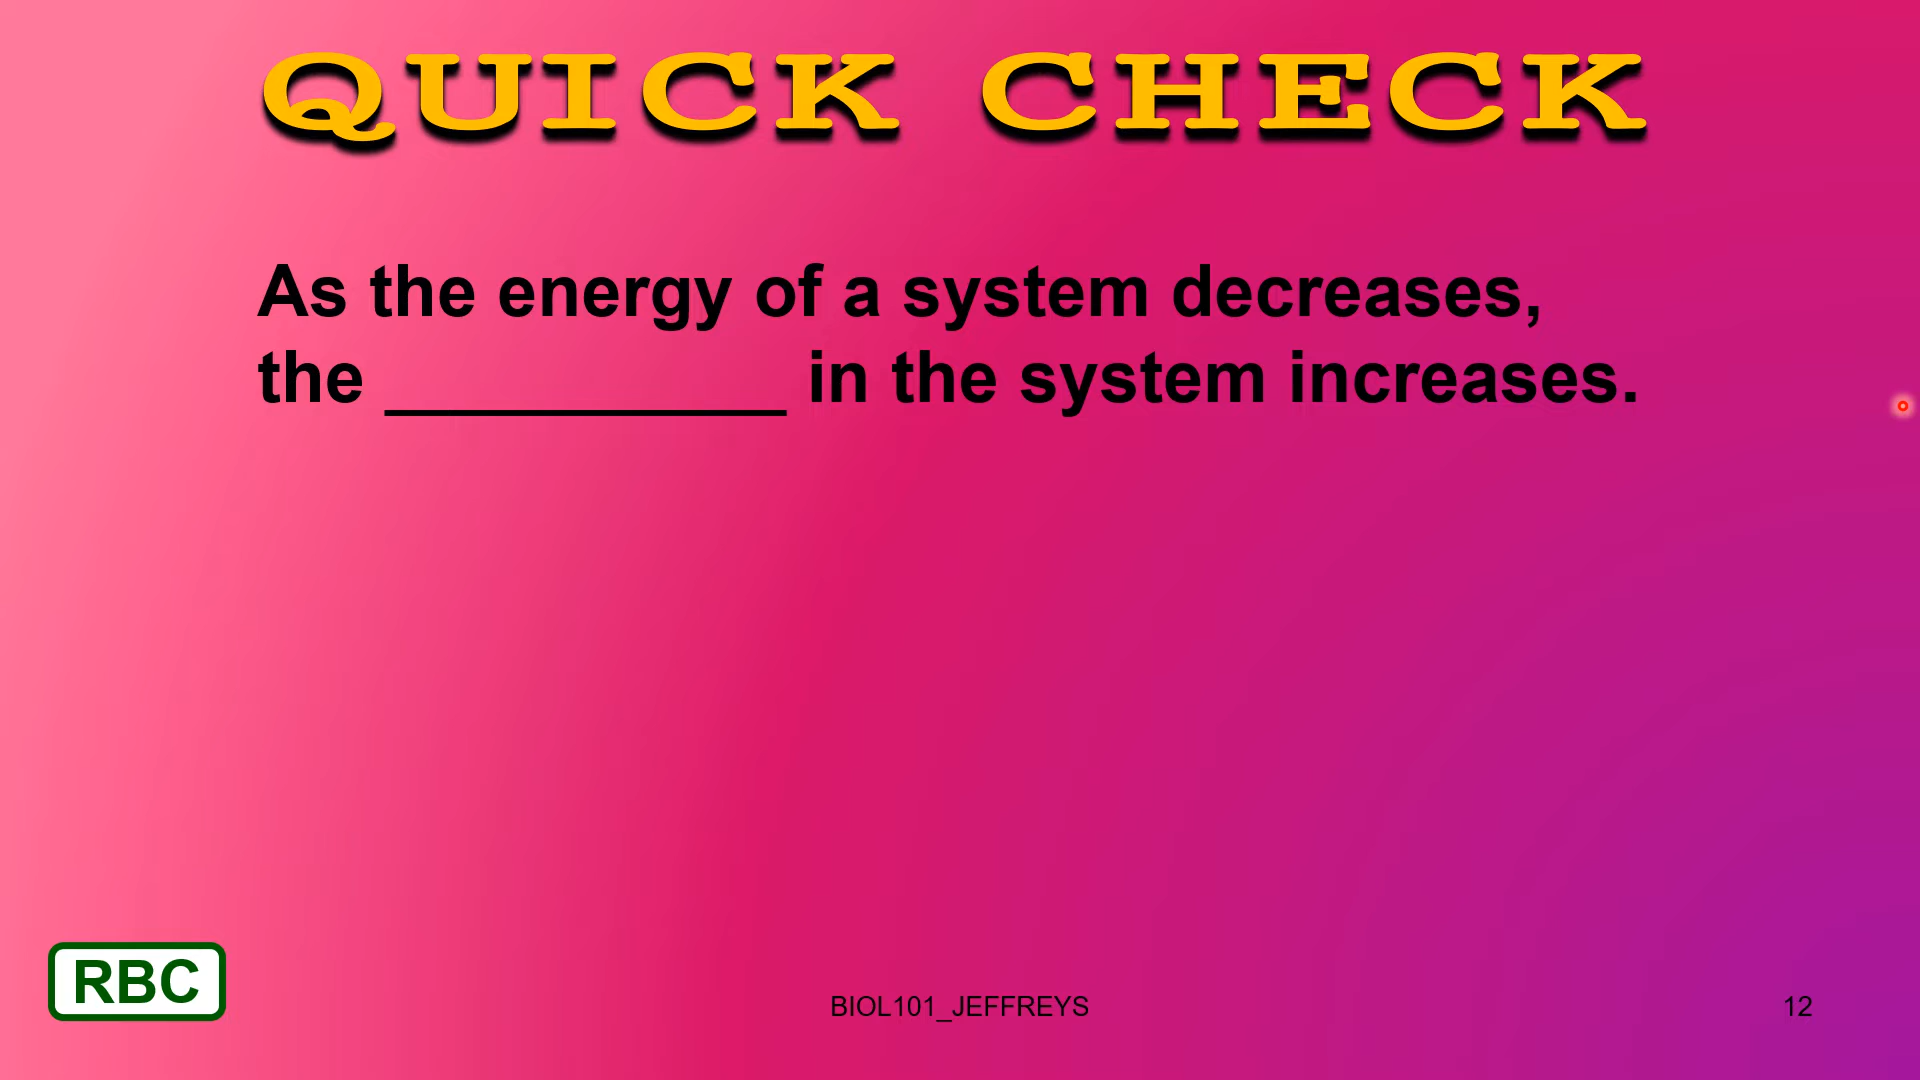 QUICK CHECK
As the energy of a system decreases,
the ___________ in the system increases.
RBC
BIOL101_JEFFREYS
12